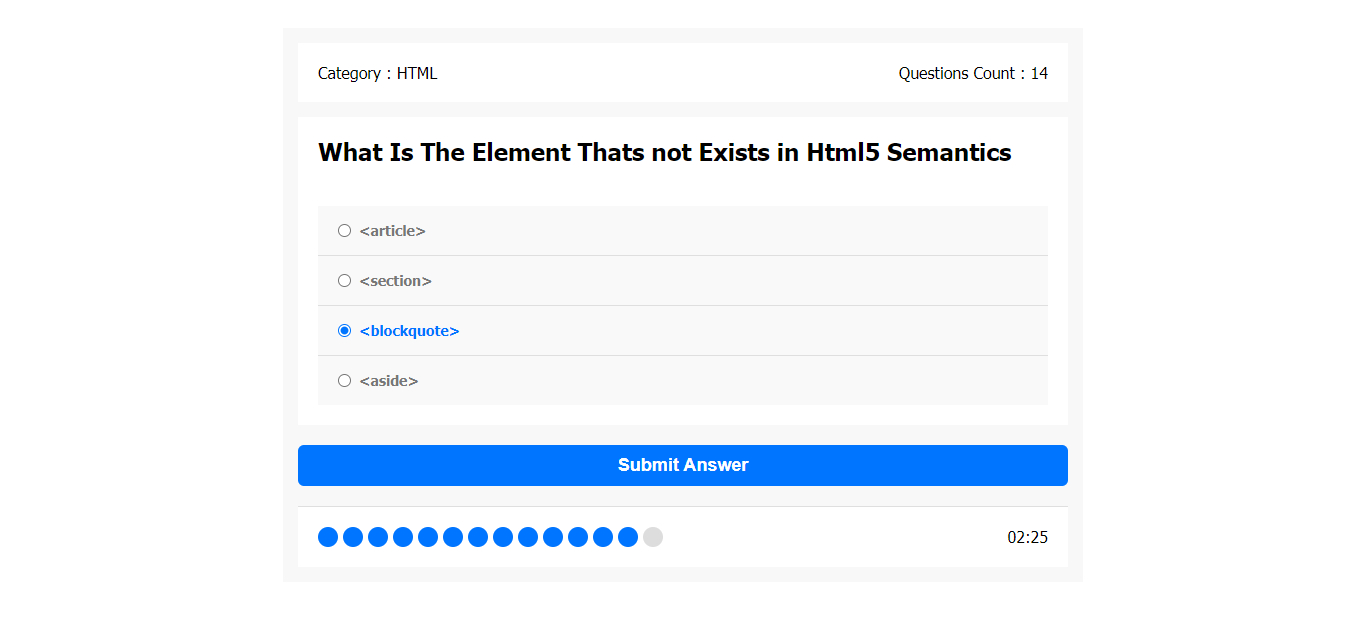 Category : HTML
Questions Count : 14
What Is The Element Thats not Exists in Html5 Semantics
<article>
<section>
<blockquote>
<aside>
Submit Answer
02:25